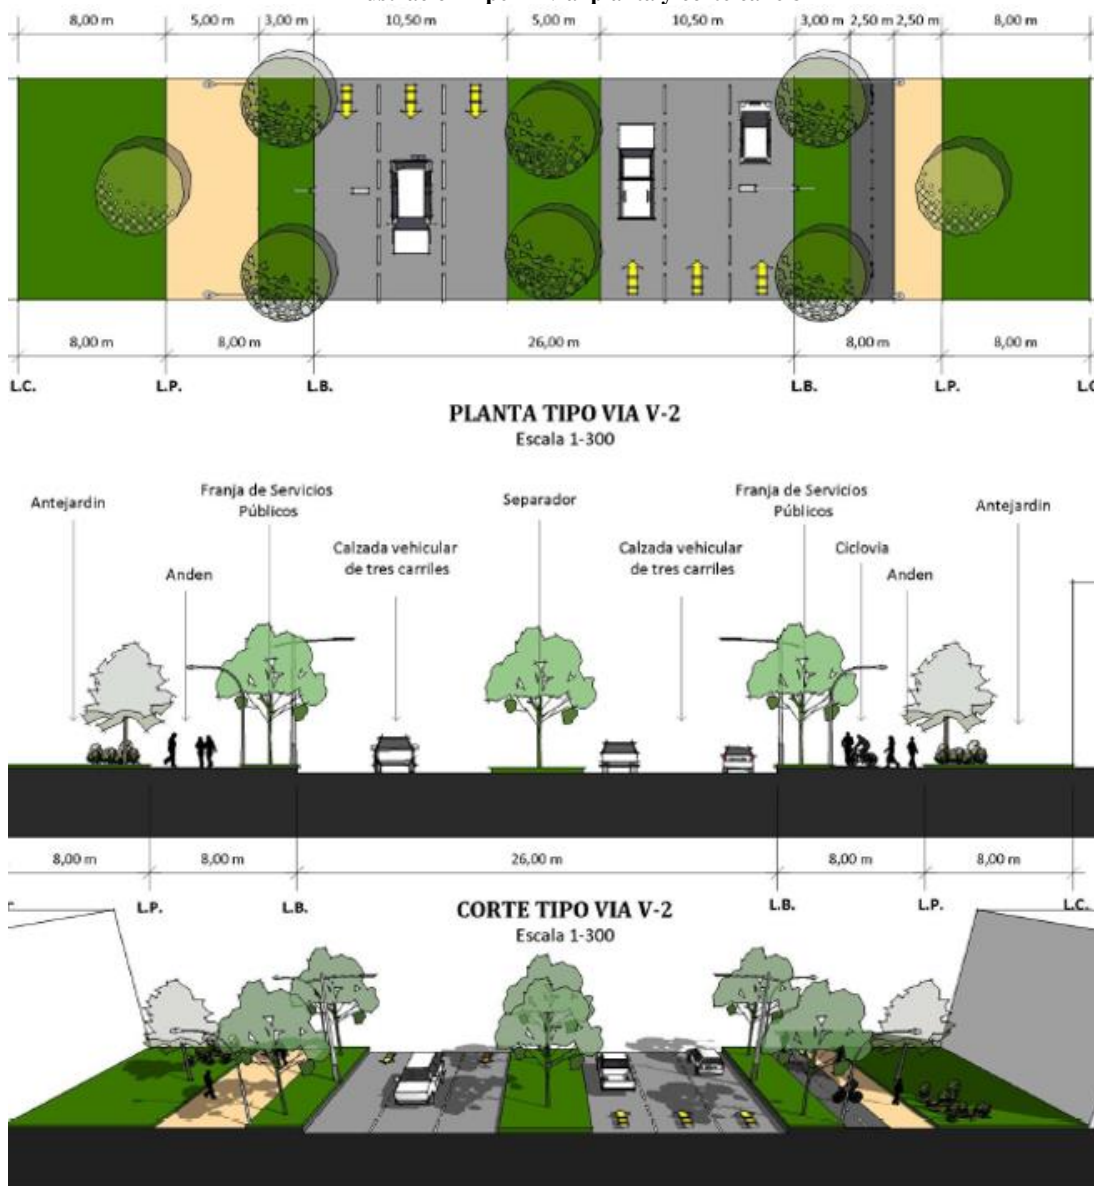 8,00 m 5,00 m 3,00 m 10,50 m 5,00 m 10,50 m 3,00 m 2,50 m 2,50 m 8,00 m
8,00 m 8,00 m 26,00 m 8,00 m 8,00 m
L.C. L.P. L.B. L.B. L.P.
PLANTA TIPO VIA V-2
Escala 1-300
Antejardin
Franja de Servicios
Públicos
Separador
Franja de Servicios
Públicos
Antejardin
Anden
Calzada vehicular
de tres carriles
Calzada vehicular
de tres carriles
Ciclovia
Anden
8,00 m 8,00 m 26,00 m 8,00 m 8,00 m
L.P. L.B. L.B. L.P. L.C.
CORTE TIPO VIA V-2
Escala 1-300